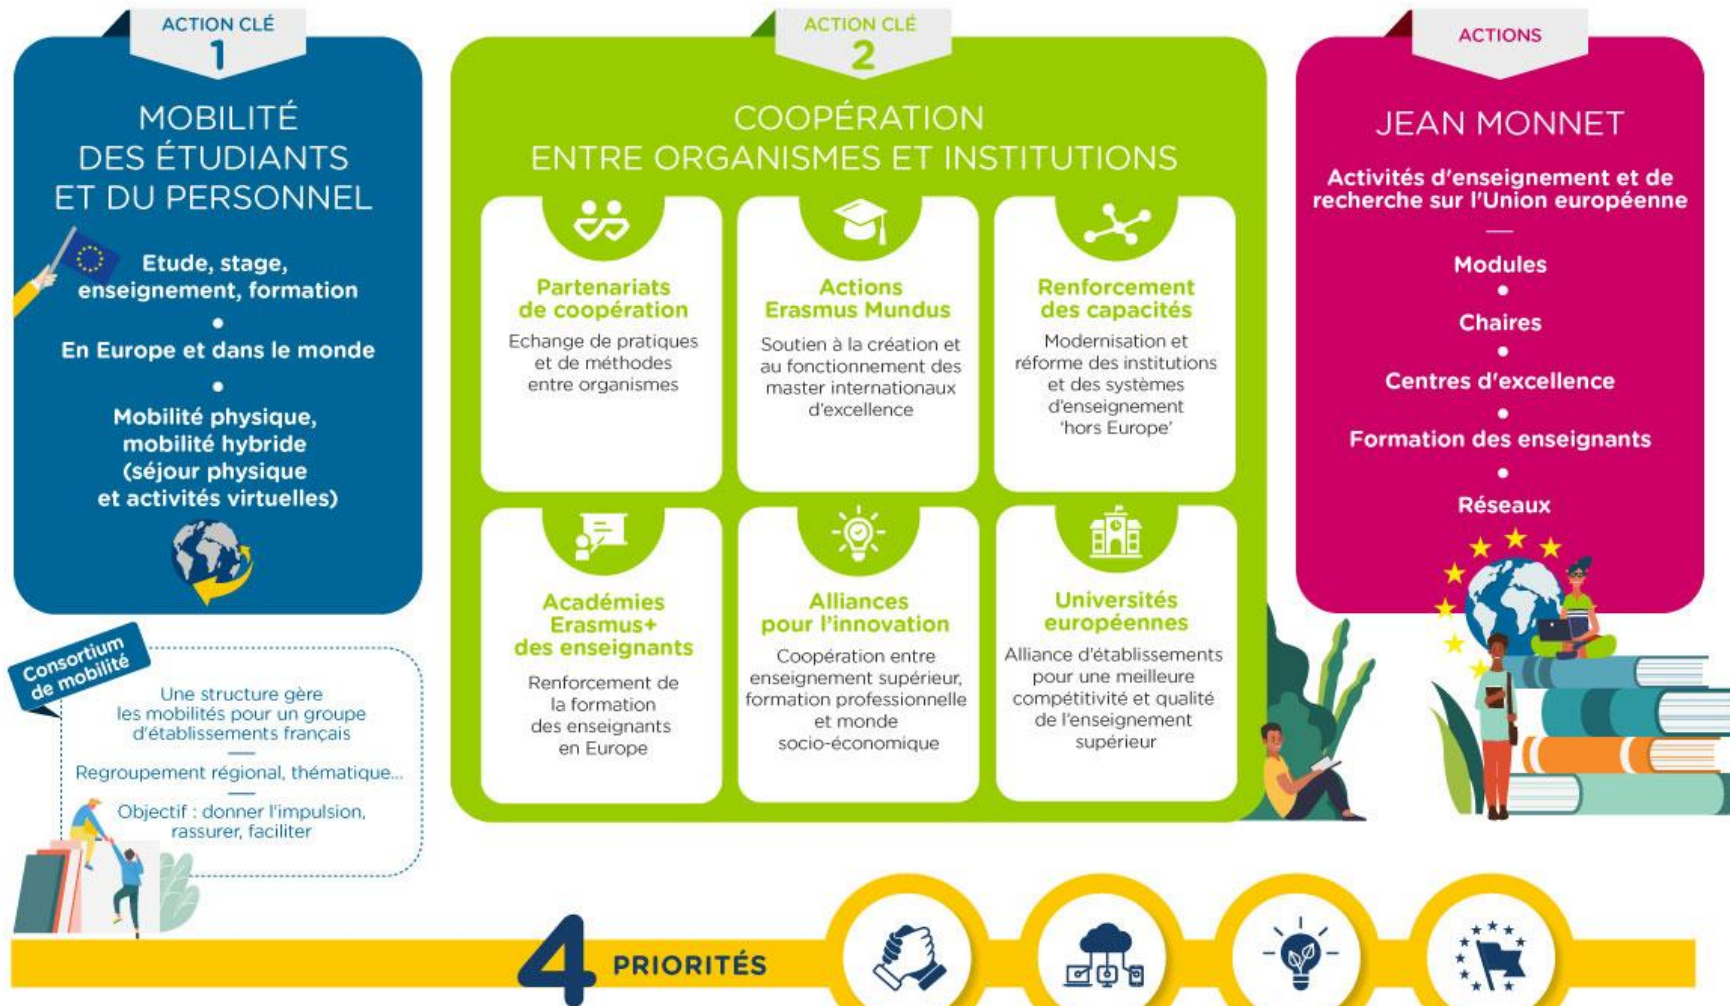 ACTION CLÉ
1
MOBILITÉ
DES ÉTUDIANTS
ET DU PERSONNEL
Etude, stage,
enseignement, formation
En Europe et dans le monde
Mobilité physique,
mobilité hybride
(séjour physique
et activités virtuelles)
Consortium
de mobilité
Une structure gère
les mobilités pour un groupe
d'établissements français
Regroupement régional, thématique...
Objectif : donner l'impulsion,
rassurer, faciliter
ACTION CLÉ
2
COOPÉRATION
ENTRE ORGANISMES ET INSTITUTIONS
Partenariats
de coopération
Echange de pratiques
et de méthodes
entre organismes
Actions
Erasmus Mundus
Soutien à la création et
au fonctionnement des
master internationaux
d'excellence
Renforcement
des capacités
Modernisation et
réforme des institutions
et des systèmes
d'enseignement
'hors Europe'
Académies
Erasmus+
des enseignants
Renforcement de
la formation
des enseignants
en Europe
Alliances
pour l'innovation
Coopération entre
enseignement supérieur,
formation professionnelle
et monde
socio-économique
Universités
européennes
Alliance d'établissements
pour une meilleure
compétitivité et qualité
de l'enseignement
supérieur
ACTIONS
JEAN MONNET
Activités d'enseignement et de
recherche sur l'Union européenne
Modules
Chaires
Centres d'excellence
Formation des enseignants
Réseaux
4 PRIORITÉS